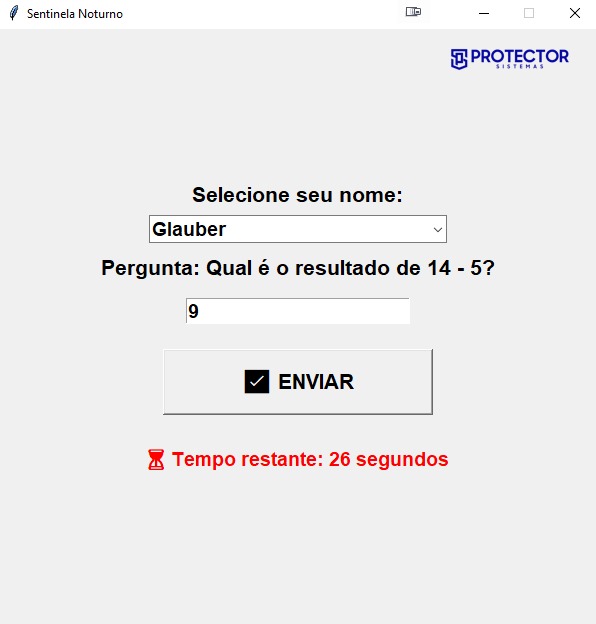 Sentinela Noturno
PROTECTOR
SISTEMAS
Selecione seu nome:
Glauber
Pergunta: Qual é o resultado de 14 - 5?
9
ENVIAR
Tempo restante: 26 segundos